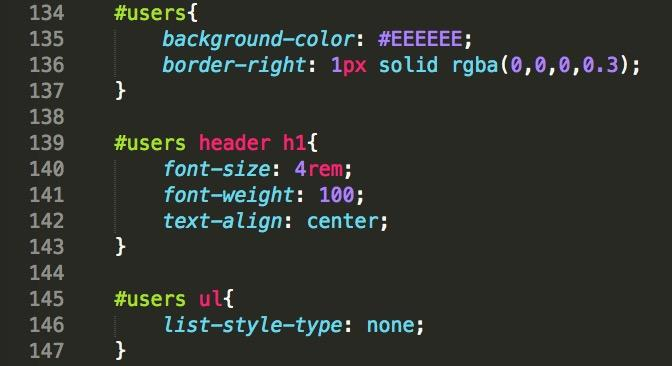 134 #users{
135 background-color: #EEEEEE;
136 border-right: 1px solid rgba(0,0,0,0.3);
137 }
138
139 #users header h1{
140 font-size: 4rem;
141 font-weight: 100;
142 text-align: center;
143 }
144
145 #users ul{
146 list-style-type: none;
147 }